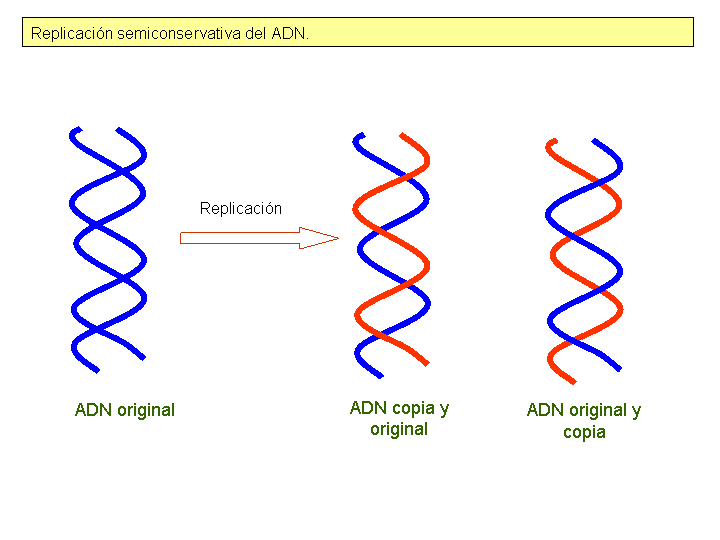 Replicación semiconservativa del ADN.
Replicación
ADN original
ADN copia y
original
ADN original y
copia